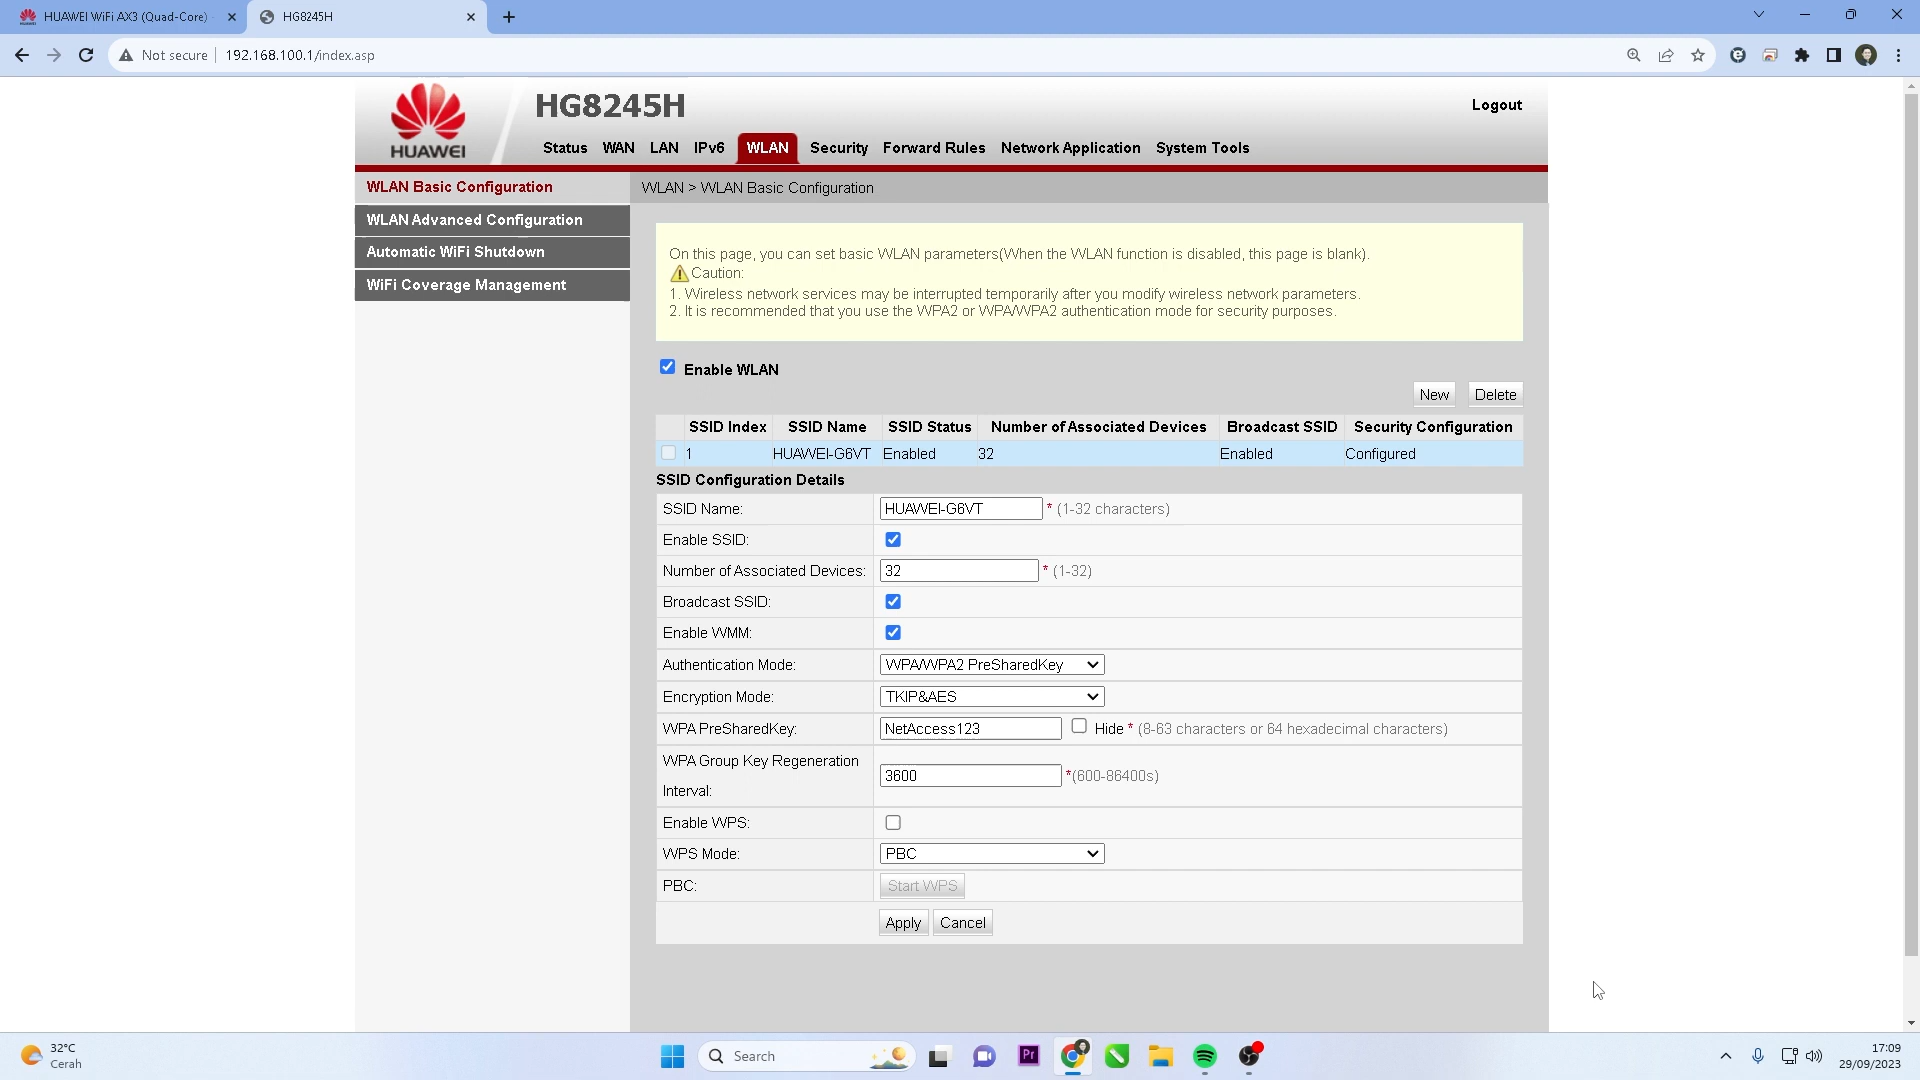 HUAWEI WiFi AX3 (Quad-Core)
HG8245H
Not secure
192.168.100.1/index.asp
HUAWEI
HG8245H
Logout
Status WAN LAN IPv6 WLAN Security Forward Rules Network Application System Tools
WLAN Basic Configuration
WLAN Advanced Configuration
Automatic WiFi Shutdown
WiFi Coverage Management
WLAN > WLAN Basic Configuration
On this page, you can set basic WLAN parameters(When the WLAN function is disabled, this page is blank).
Caution:
1. Wireless network services may be interrupted temporarily after you modify wireless network parameters.
2. It is recommended that you use the WPA2 or WPA/WPA2 authentication mode for security purposes.
Enable WLAN
New Delete
SSID Index SSID Name SSID Status Number of Associated Devices Broadcast SSID Security Configuration
1 HUAWEI-G6VT Enabled 32 Enabled Configured
SSID Configuration Details
SSID Name: HUAWEI-G6VT * (1-32 characters)
Enable SSID:
Number of Associated Devices: 32 * (1-32)
Broadcast SSID:
Enable WMM:
Authentication Mode: WPA/WPA2 PreSharedKey
Encryption Mode: TKIP&AES
WPA PreSharedKey: NetAccess123 Hide * (8-63 characters or 64 hexadecimal characters)
WPA Group Key Regeneration
Interval: 3600 *(600-86400s)
Enable WPS:
WPS Mode: PBC
PBC: Start WPS
Apply Cancel
32°C
Cerah
Search
Pr
17:09
29/09/2023